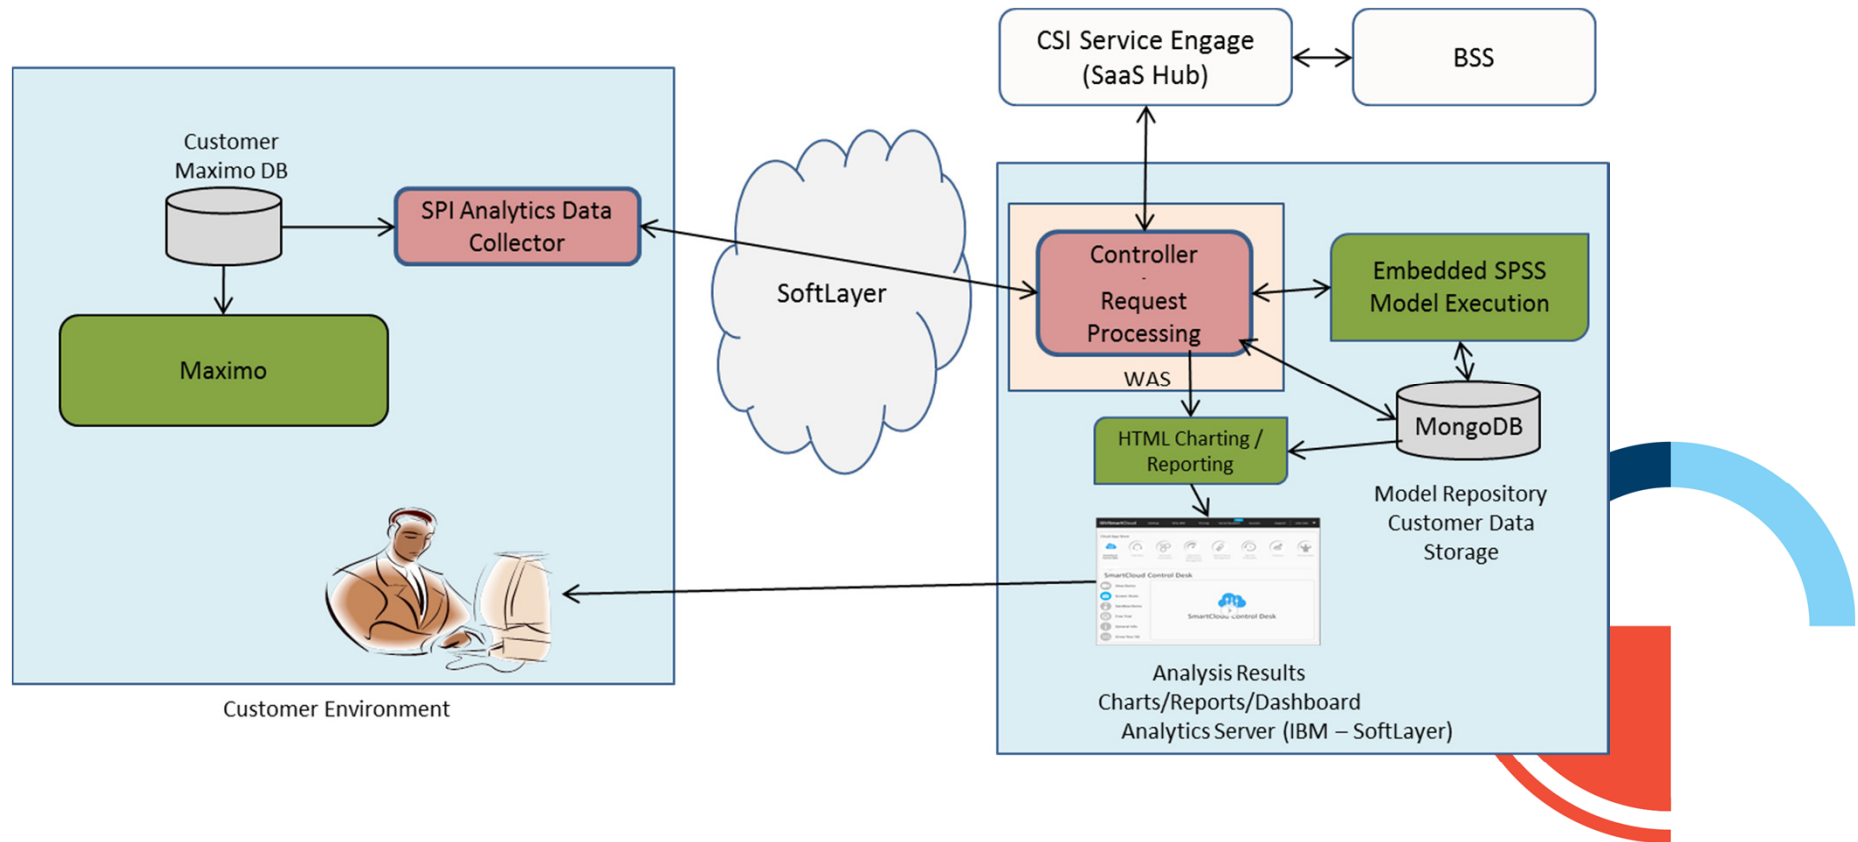 CSI Service Engage
(SaaS Hub)
BSS
Customer
Maximo DB
SPI Analytics Data
Collector
Maximo
SoftLayer
Controller
-
Request
Processing
WAS
Embedded SPSS
Model Execution
MongoDB
HTML Charting /
Reporting
Model Repository
Customer Data
Storage
SmartCloud Control Desk
SmartCloud Control Desk
Analysis Results
Charts/Reports/Dashboard
Analytics Server (IBM – SoftLayer)
Customer Environment